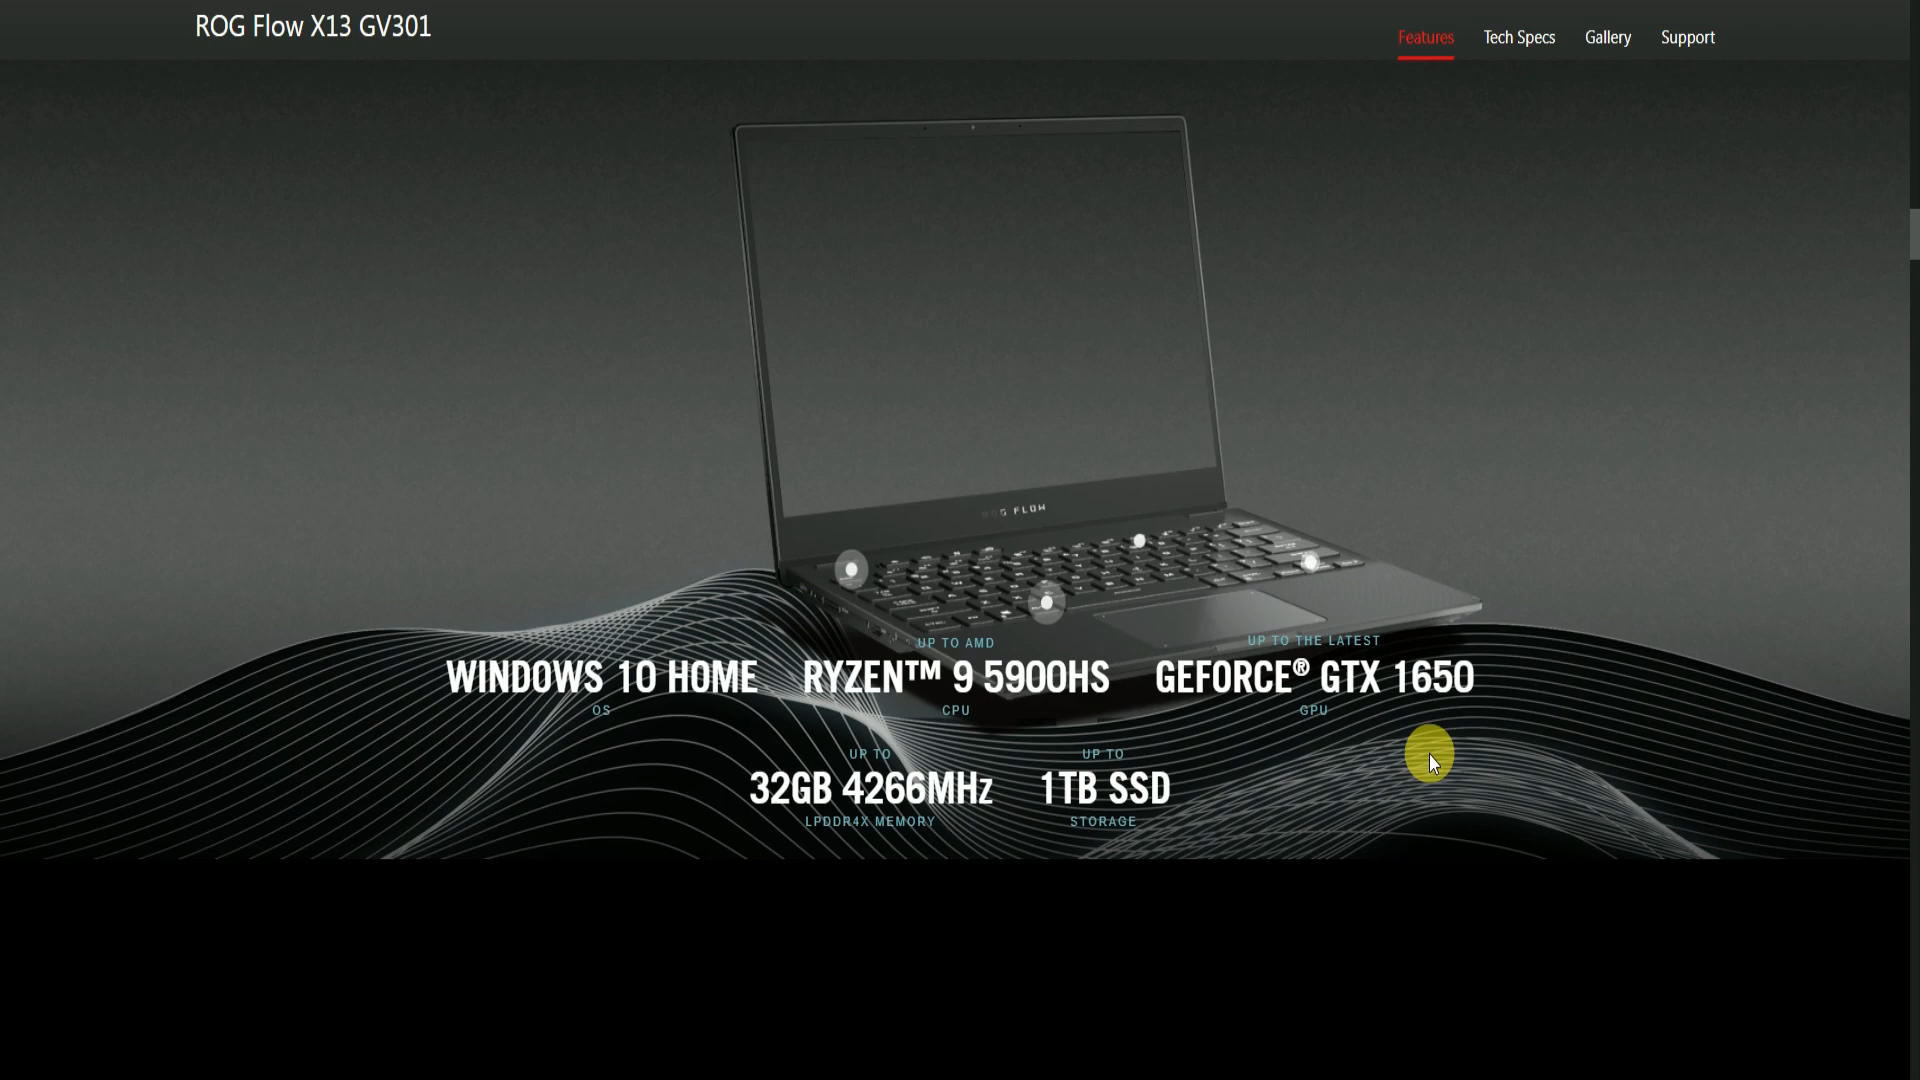 ROG Flow X13 GV301
Features Tech Specs Gallery Support
ROG FLOW
UP TO AMD
UP TO THE LATEST
WINDOWS 10 HOME RYZEN™ 9 5900HS GEFORCE® GTX 1650
OS CPU GPU
UP TO UP TO
32GB 4266MHz 1TB SSD
LPDDR4X MEMORY STORAGE